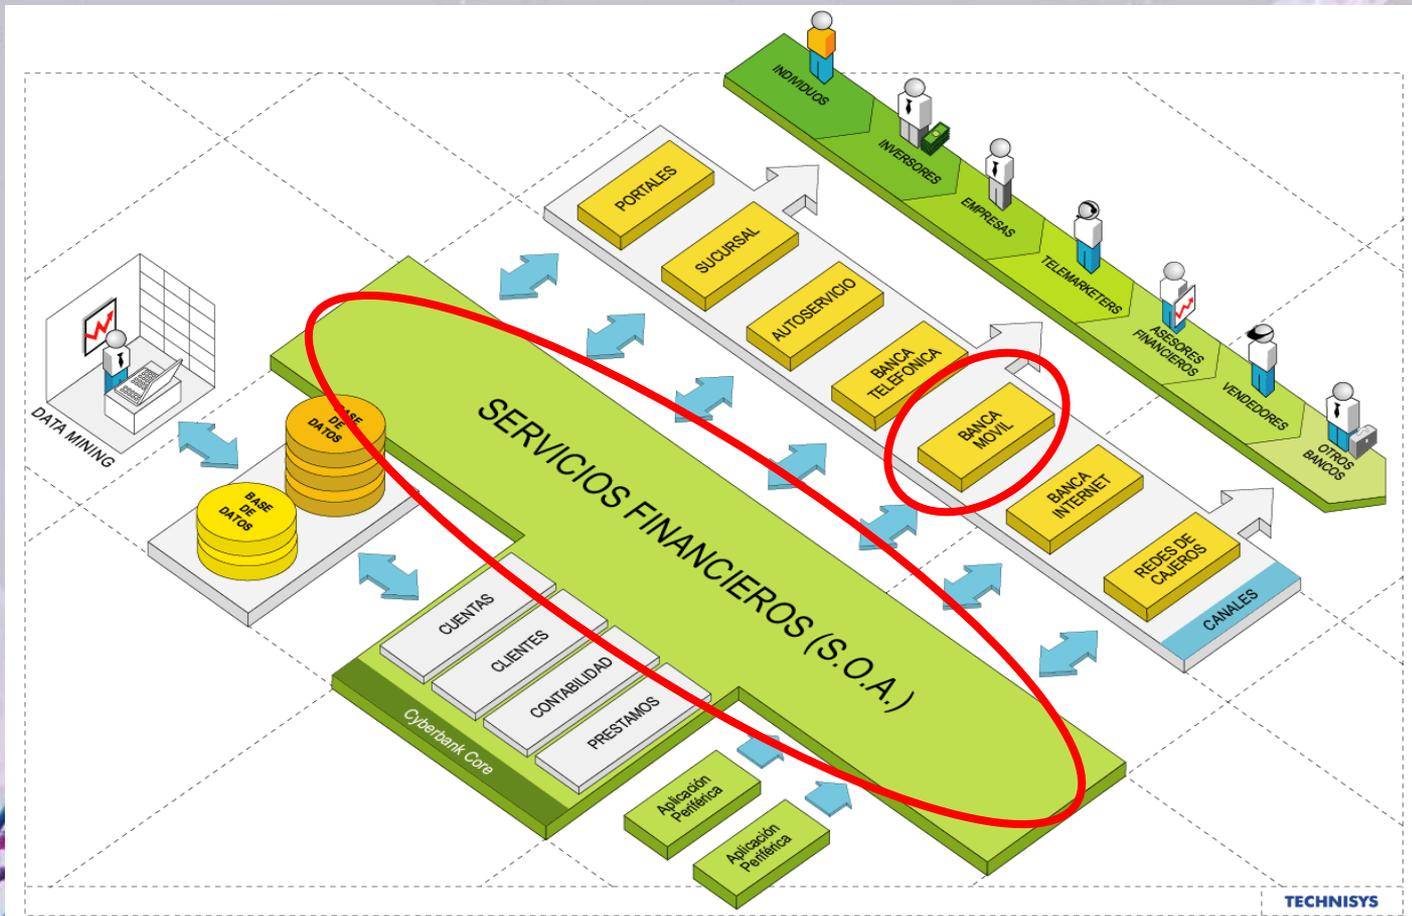 INDIVIDUOS
INVERSORES
EMPRESAS
TELEMARKETERS
ASESORES
FINANCIEROS
VENDEDORES
OTROS
BANCOS
PORTALES
SUCURSAL
AUTOSERVICIO
BANCA
TELEFONICA
BANCA
MOVIL
BANCA
INTERNET
REDES DE
CAJEROS
CANALES
DATA MINING
BASE
DE
DATOS
BASE
DE
DATOS
SERVICIOS FINANCIEROS (S.O.A.)
CUENTAS
CLIENTES
CONTABILIDAD
PRESTAMOS
Cyberbank Core
Aplicación
Periférica
Aplicación
Periférica
TECHNISYS